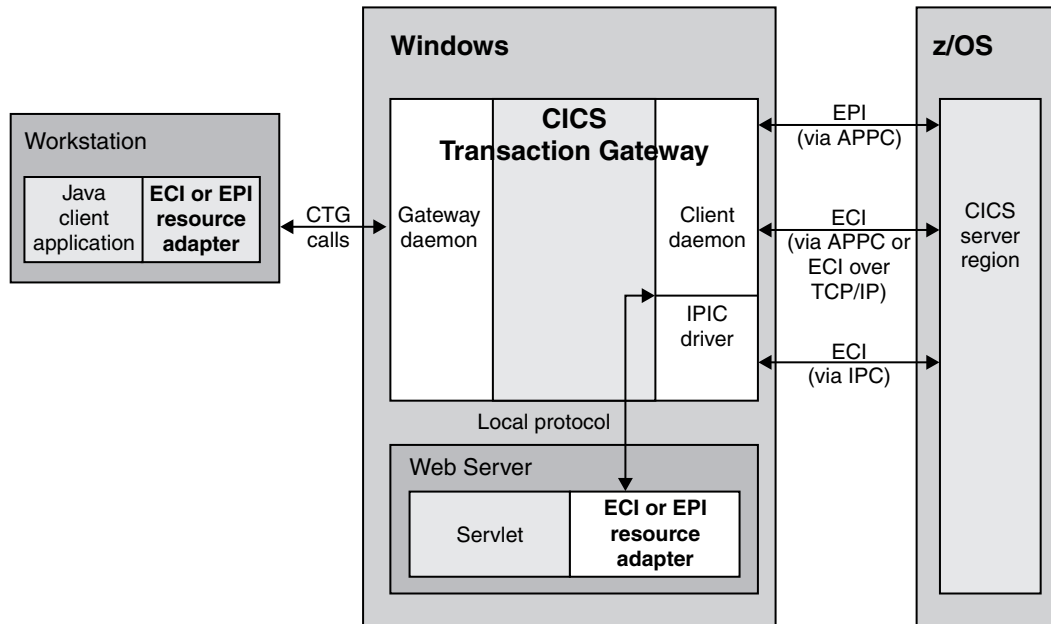 Windows
z/OS
Workstation
Java
client
application
ECI or EPI
resource
adapter
CTG
calls
CICS
Transaction Gateway
Gateway
daemon
Client
daemon
IPIC
driver
EPI
(via APPC)
ECI
(via APPC or
ECI over
TCP/IP)
ECI
(via IPC)
CICS
server
region
Local protocol
Web Server
Servlet
ECI or EPI
resource
adapter